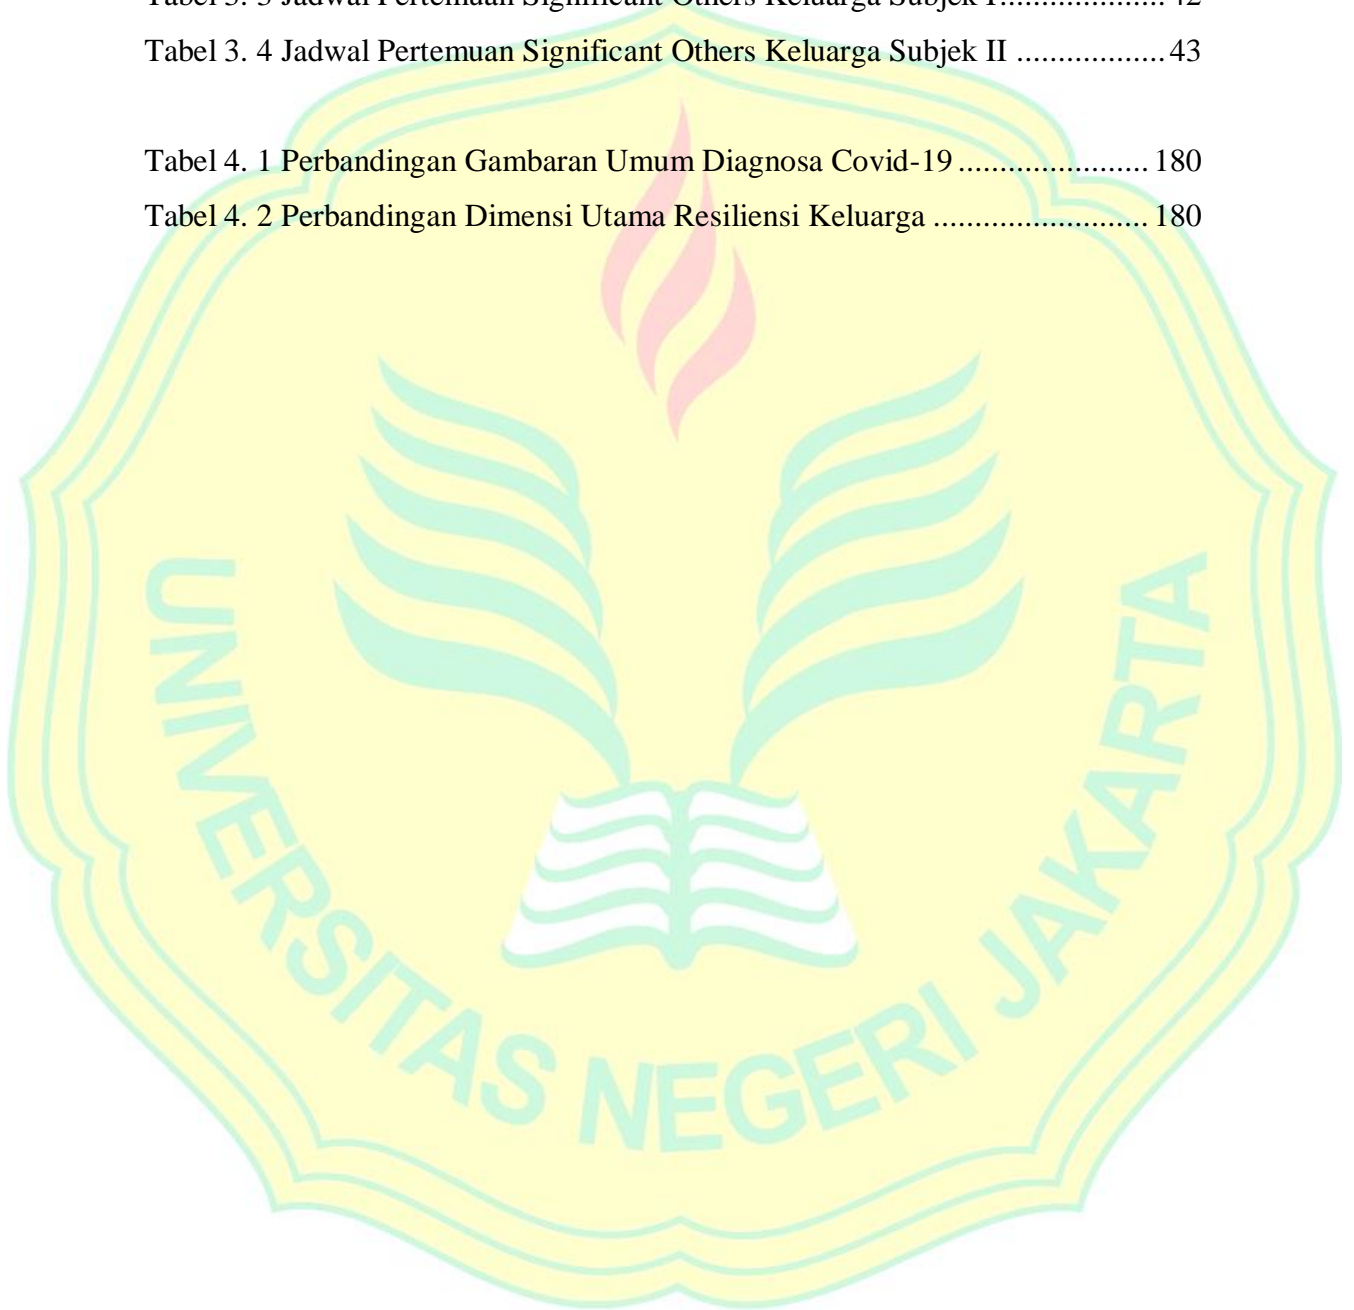 Tabel 3. 3 Jadwal Pertemuan Significant Others Keluarga Subjek I.................... 42
Tabel 3. 4 Jadwal Pertemuan Significant Others Keluarga Subjek II .................. 43
Tabel 4. 1 Perbandingan Gambaran Umum Diagnosa Covid-19 ....................... 180
Tabel 4. 2 Perbandingan Dimensi Utama Resiliensi Keluarga .......................... 180
UNIVERSITAS NEGERI JAKARTA